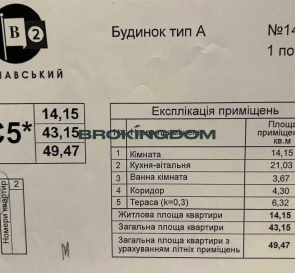 В 2
Будинок тип А
№14
1 по
АВСЬКИЙ
С5*
14,15
43,15
49,47
Експлікація приміщень
BROKINGDOM
Площа
приміщень
кв.м
1 Кімната 14,15
2 Кухня-вітальня 21,03
3 Ванна кімната 3,67
4 Коридор 4,30
5 Тераса (k=0,3) 6,32
Житлова площа квартири 14,15
Загальна площа квартири 43,15
Загальна площа квартири з
урахуванням літніх приміщень 49,47
Номери квартир
2
М